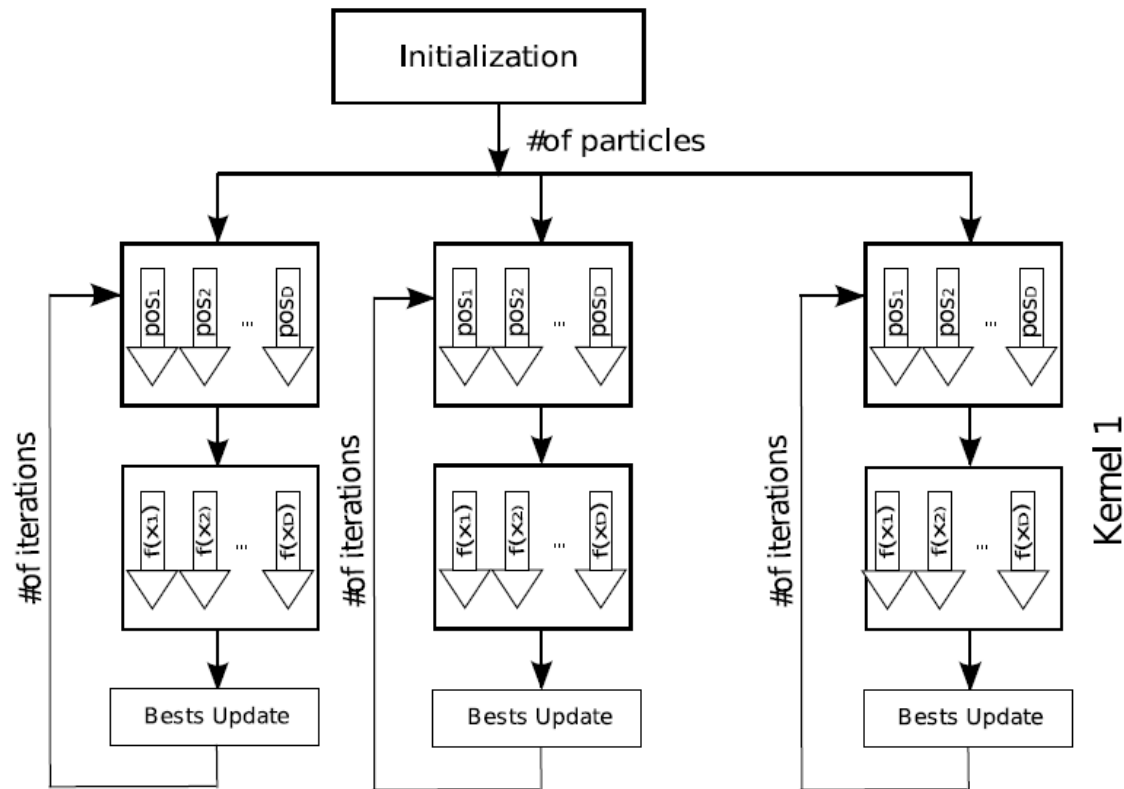 Initialization
#of particles
pos1 pos2 ... posD
pos1 pos2 ... posD
pos1 pos2 ... posD
#of iterations
#of iterations
#of iterations
Kernel 1
f(x1) f(x2) ... f(xD)
f(x1) f(x2) ... f(xD)
f(x1) f(x2) ... f(xD)
Bests Update
Bests Update
Bests Update